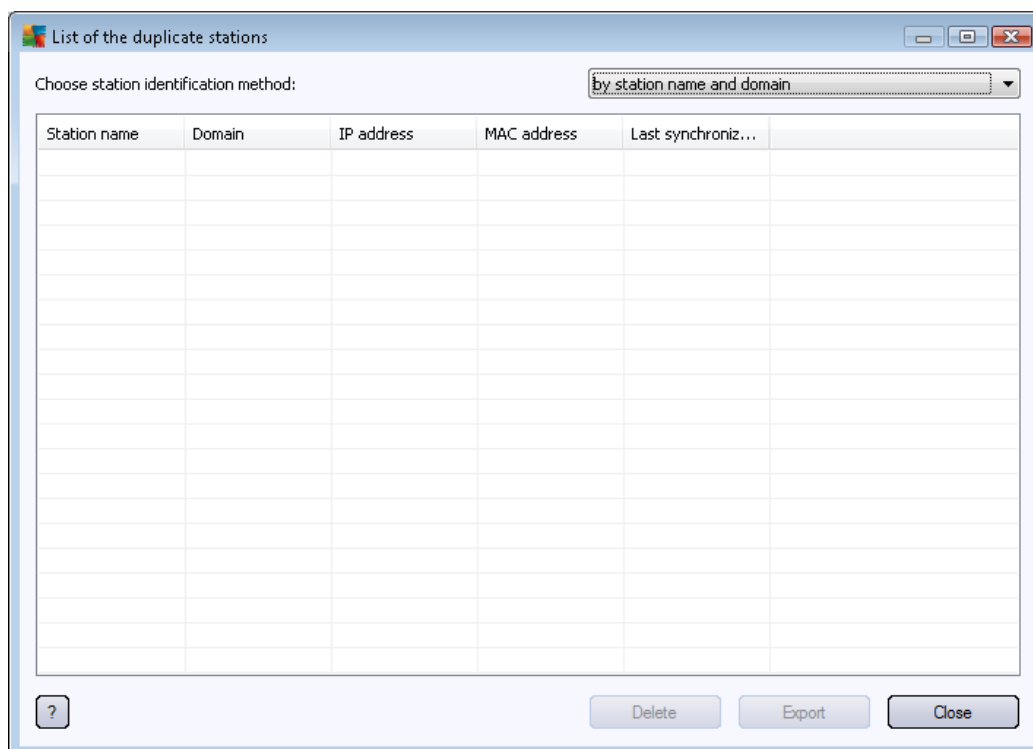 List of the duplicate stations
Choose station identification method:
by station name and domain
Station name Domain IP address MAC address Last synchroniz...
? Delete Export Close